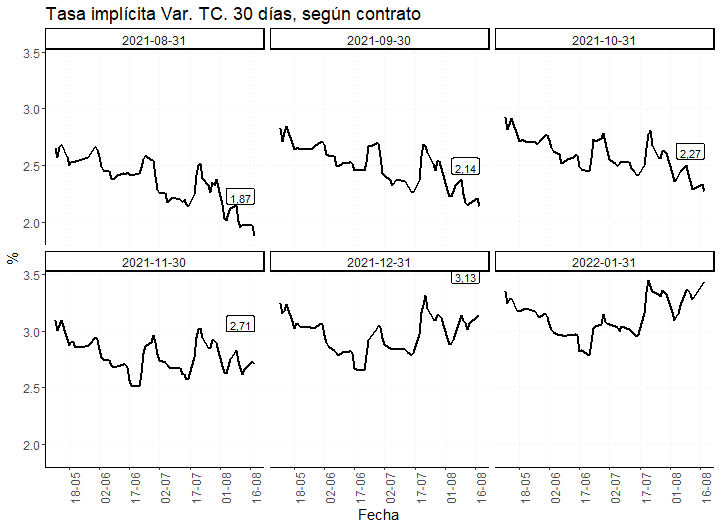 Tasa implícita Var. TC. 30 días, según contrato
2021-08-31 2021-09-30 2021-10-31
3.5
3.0
2.5
2.0
1,87 2,14 2,27
%
2021-11-30 2021-12-31 2022-01-31
3.5
3.0
2.5
2.0
2,71 3,13
18-05 02-06 17-06 02-07 17-07 01-08 16-08 18-05 02-06 17-06 02-07 17-07 01-08 16-08 18-05 02-06 17-06 02-07 17-07 01-08 16-08
Fecha